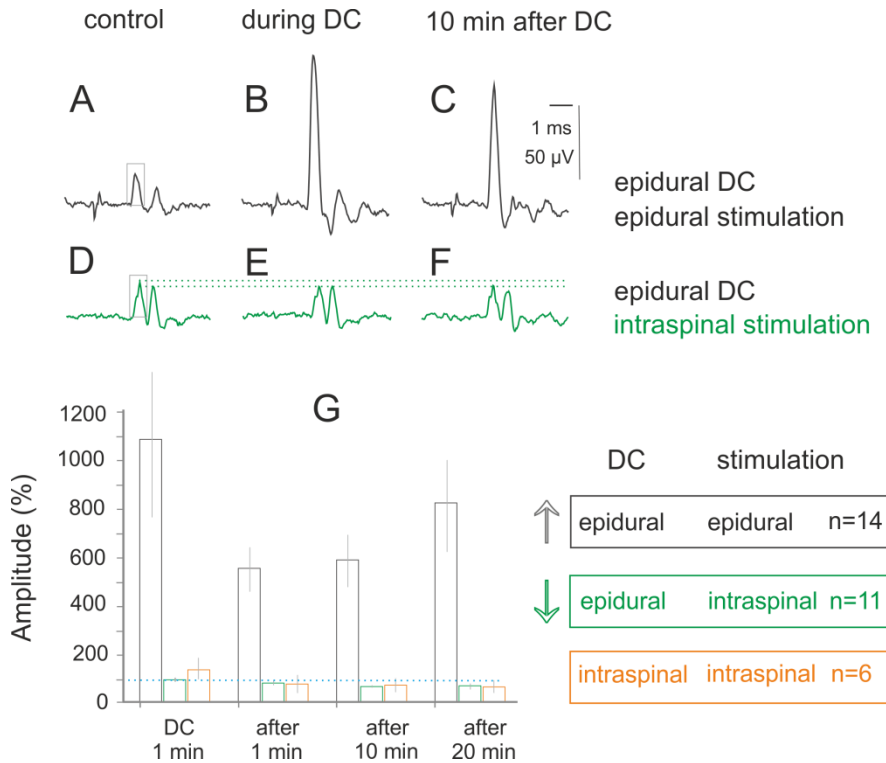 control during DC 10 min after DC
A B C
1 ms
50 µV
epidural DC
epidural stimulation
D E F
epidural DC
intraspinal stimulation
G
Amplitude (%)
1200
1000
800
600
400
200
0
DC
1 min
after
1 min
after
10 min
after
20 min
DC stimulation
epidural epidural n=14
epidural intraspinal n=11
intraspinal intraspinal n=6